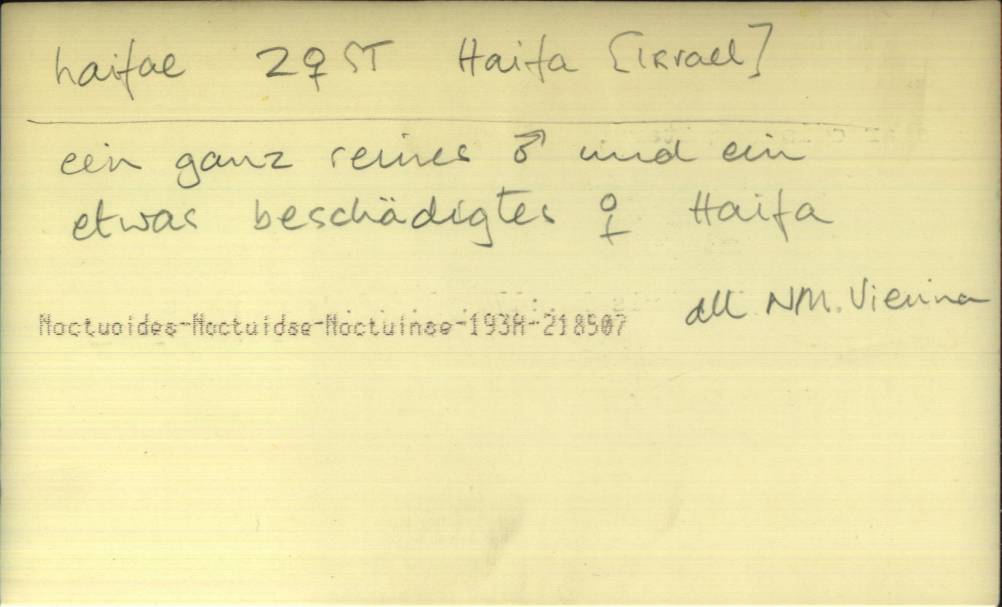 haifae 2♀ ST Haifa [Israel]
ein ganz reines ♂ und ein
etwas beschädigtes ♀ Haifa
all NM. Vienna
Noctuoidea-Noctuidae-Noctuinae-193M-218507